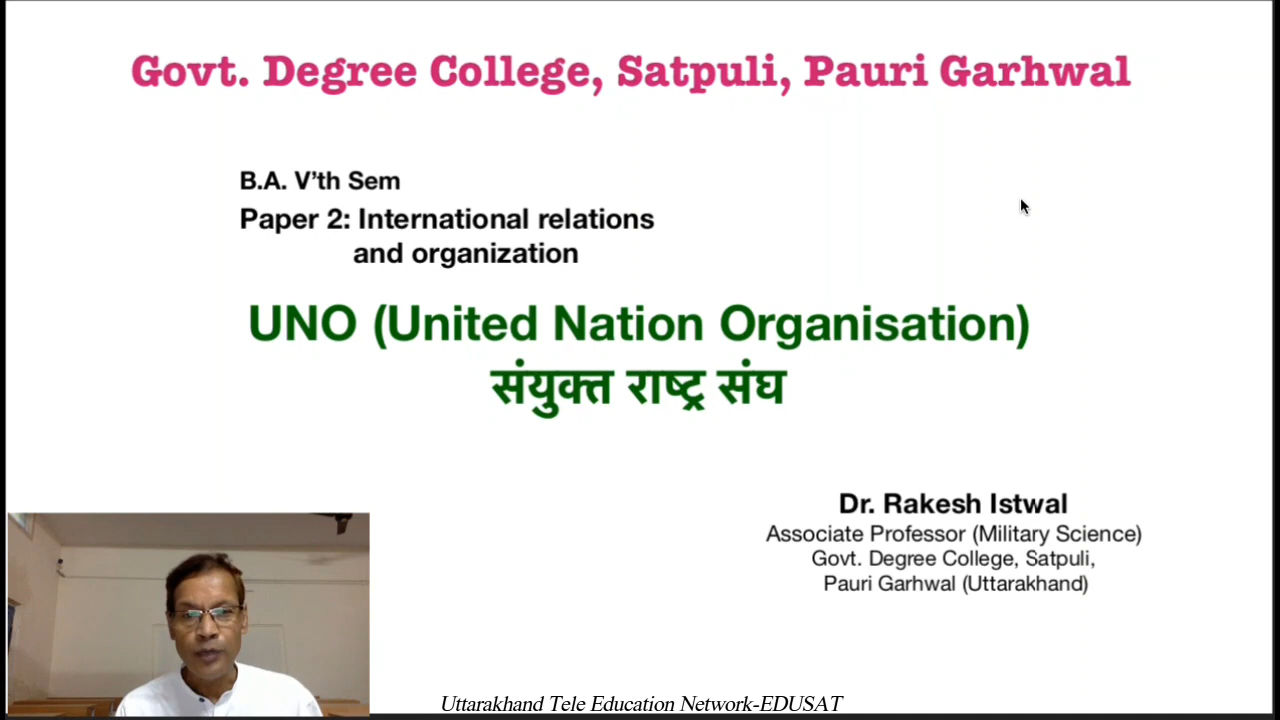 Govt. Degree College, Satpuli, Pauri Garhwal
B.A. V’th Sem
Paper 2: International relations
and organization
UNO (United Nation Organisation)
संयुक्त राष्ट्र संघ
Dr. Rakesh Istwal
Associate Professor (Military Science)
Govt. Degree College, Satpuli,
Pauri Garhwal (Uttarakhand)
Uttarakhand Tele Education Network-EDUSAT